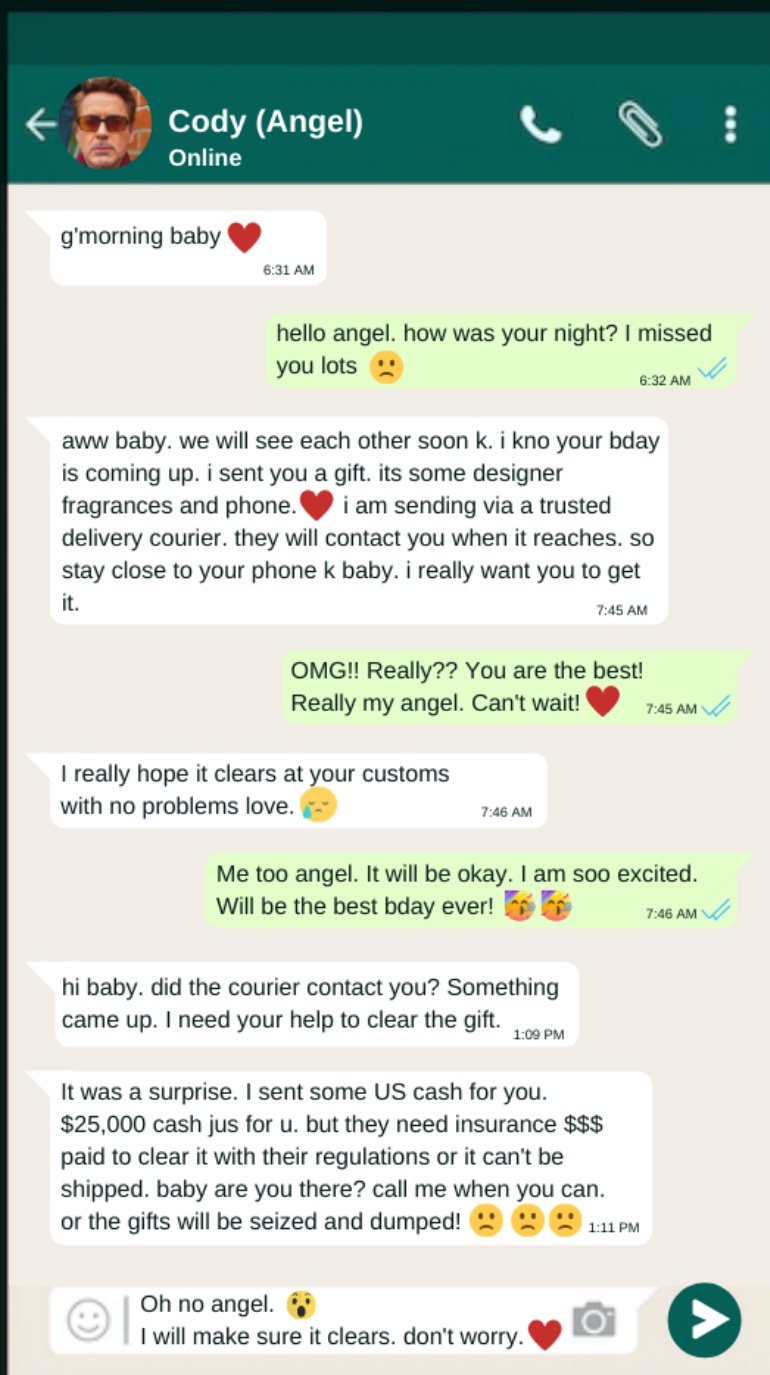 Cody (Angel)
Online
g'morning baby ❤️
6:31 AM
hello angel. how was your night? I missed
you lots 🙁
6:32 AM
aww baby. we will see each other soon k. i kno your bday
is coming up. i sent you a gift. its some designer
fragrances and phone.❤️ i am sending via a trusted
delivery courier. they will contact you when it reaches. so
stay close to your phone k baby. i really want you to get
it.
7:45 AM
OMG!! Really?? You are the best!
Really my angel. Can't wait!❤️
7:45 AM
I really hope it clears at your customs
with no problems love. 😥
7:46 AM
Me too angel. It will be okay. I am soo excited.
Will be the best bday ever! 🥳🥳
7:46 AM
hi baby. did the courier contact you? Something
came up. I need your help to clear the gift.
1:09 PM
It was a surprise. I sent some US cash for you.
$25,000 cash jus for u. but they need insurance $$$
paid to clear it with their regulations or it can't be
shipped. baby are you there? call me when you can.
or the gifts will be seized and dumped! 🙁🙁🙁
1:11 PM
Oh no angel. 😲
I will make sure it clears. don't worry.❤️